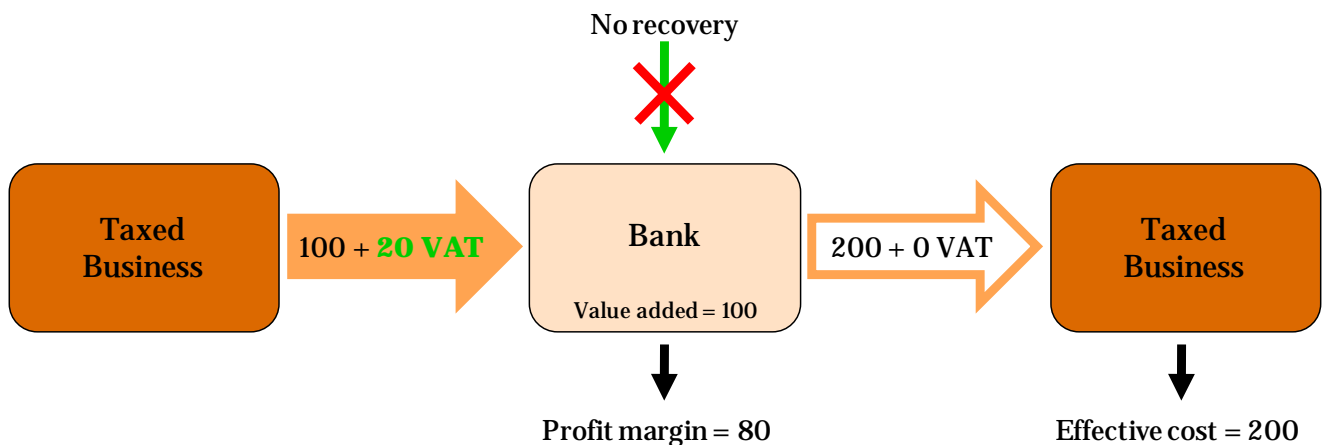 No recovery
Taxed
Business
100 + 20 VAT
Bank
Value added = 100
200 + 0 VAT
Taxed
Business
Profit margin = 80
Effective cost = 200